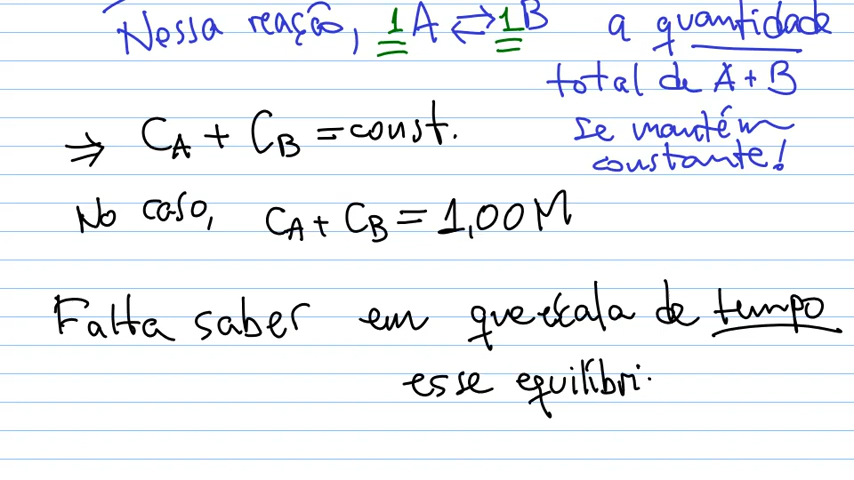 Nessa reação, 1A ⇌ 1B a quantidade
total de A + B
se mantém
constante!
⇒ CA + CB = const.
No caso, CA + CB = 1,00 M
Falta saber em que escala de tempo
esse equilíbri